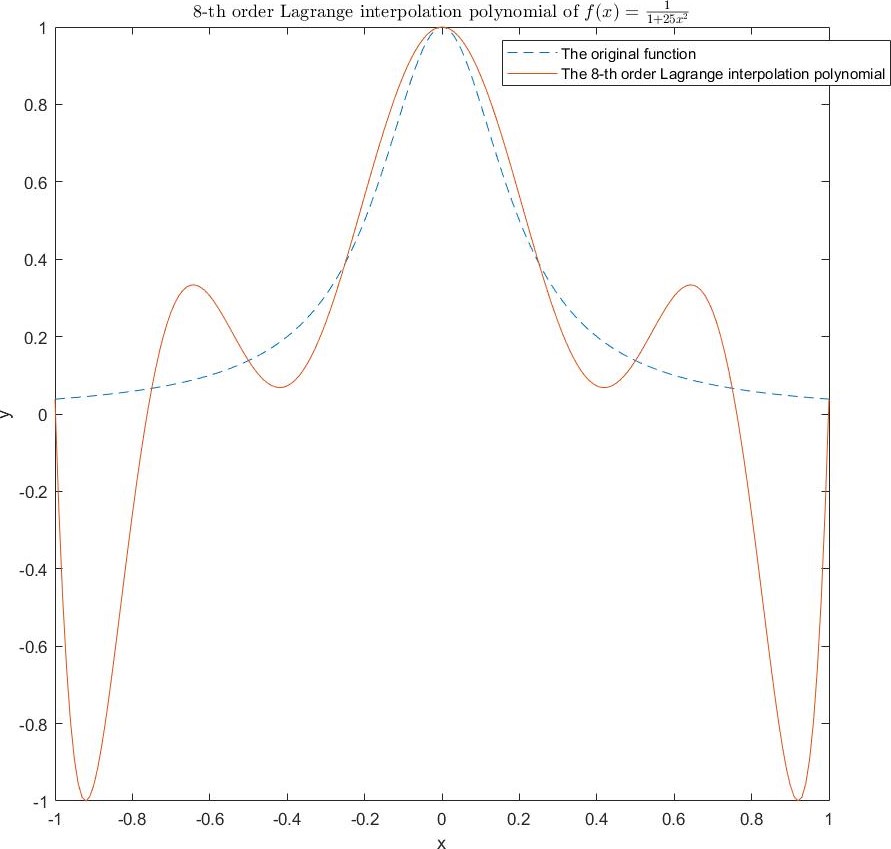 8-th order Lagrange interpolation polynomial of f(x) = 1/(1+25x²)
The original function
The 8-th order Lagrange interpolation polynomial
1
0.8
0.6
0.4
0.2
0
-0.2
-0.4
-0.6
-0.8
-1
y
-1 -0.8 -0.6 -0.4 -0.2 0 0.2 0.4 0.6 0.8 1
x